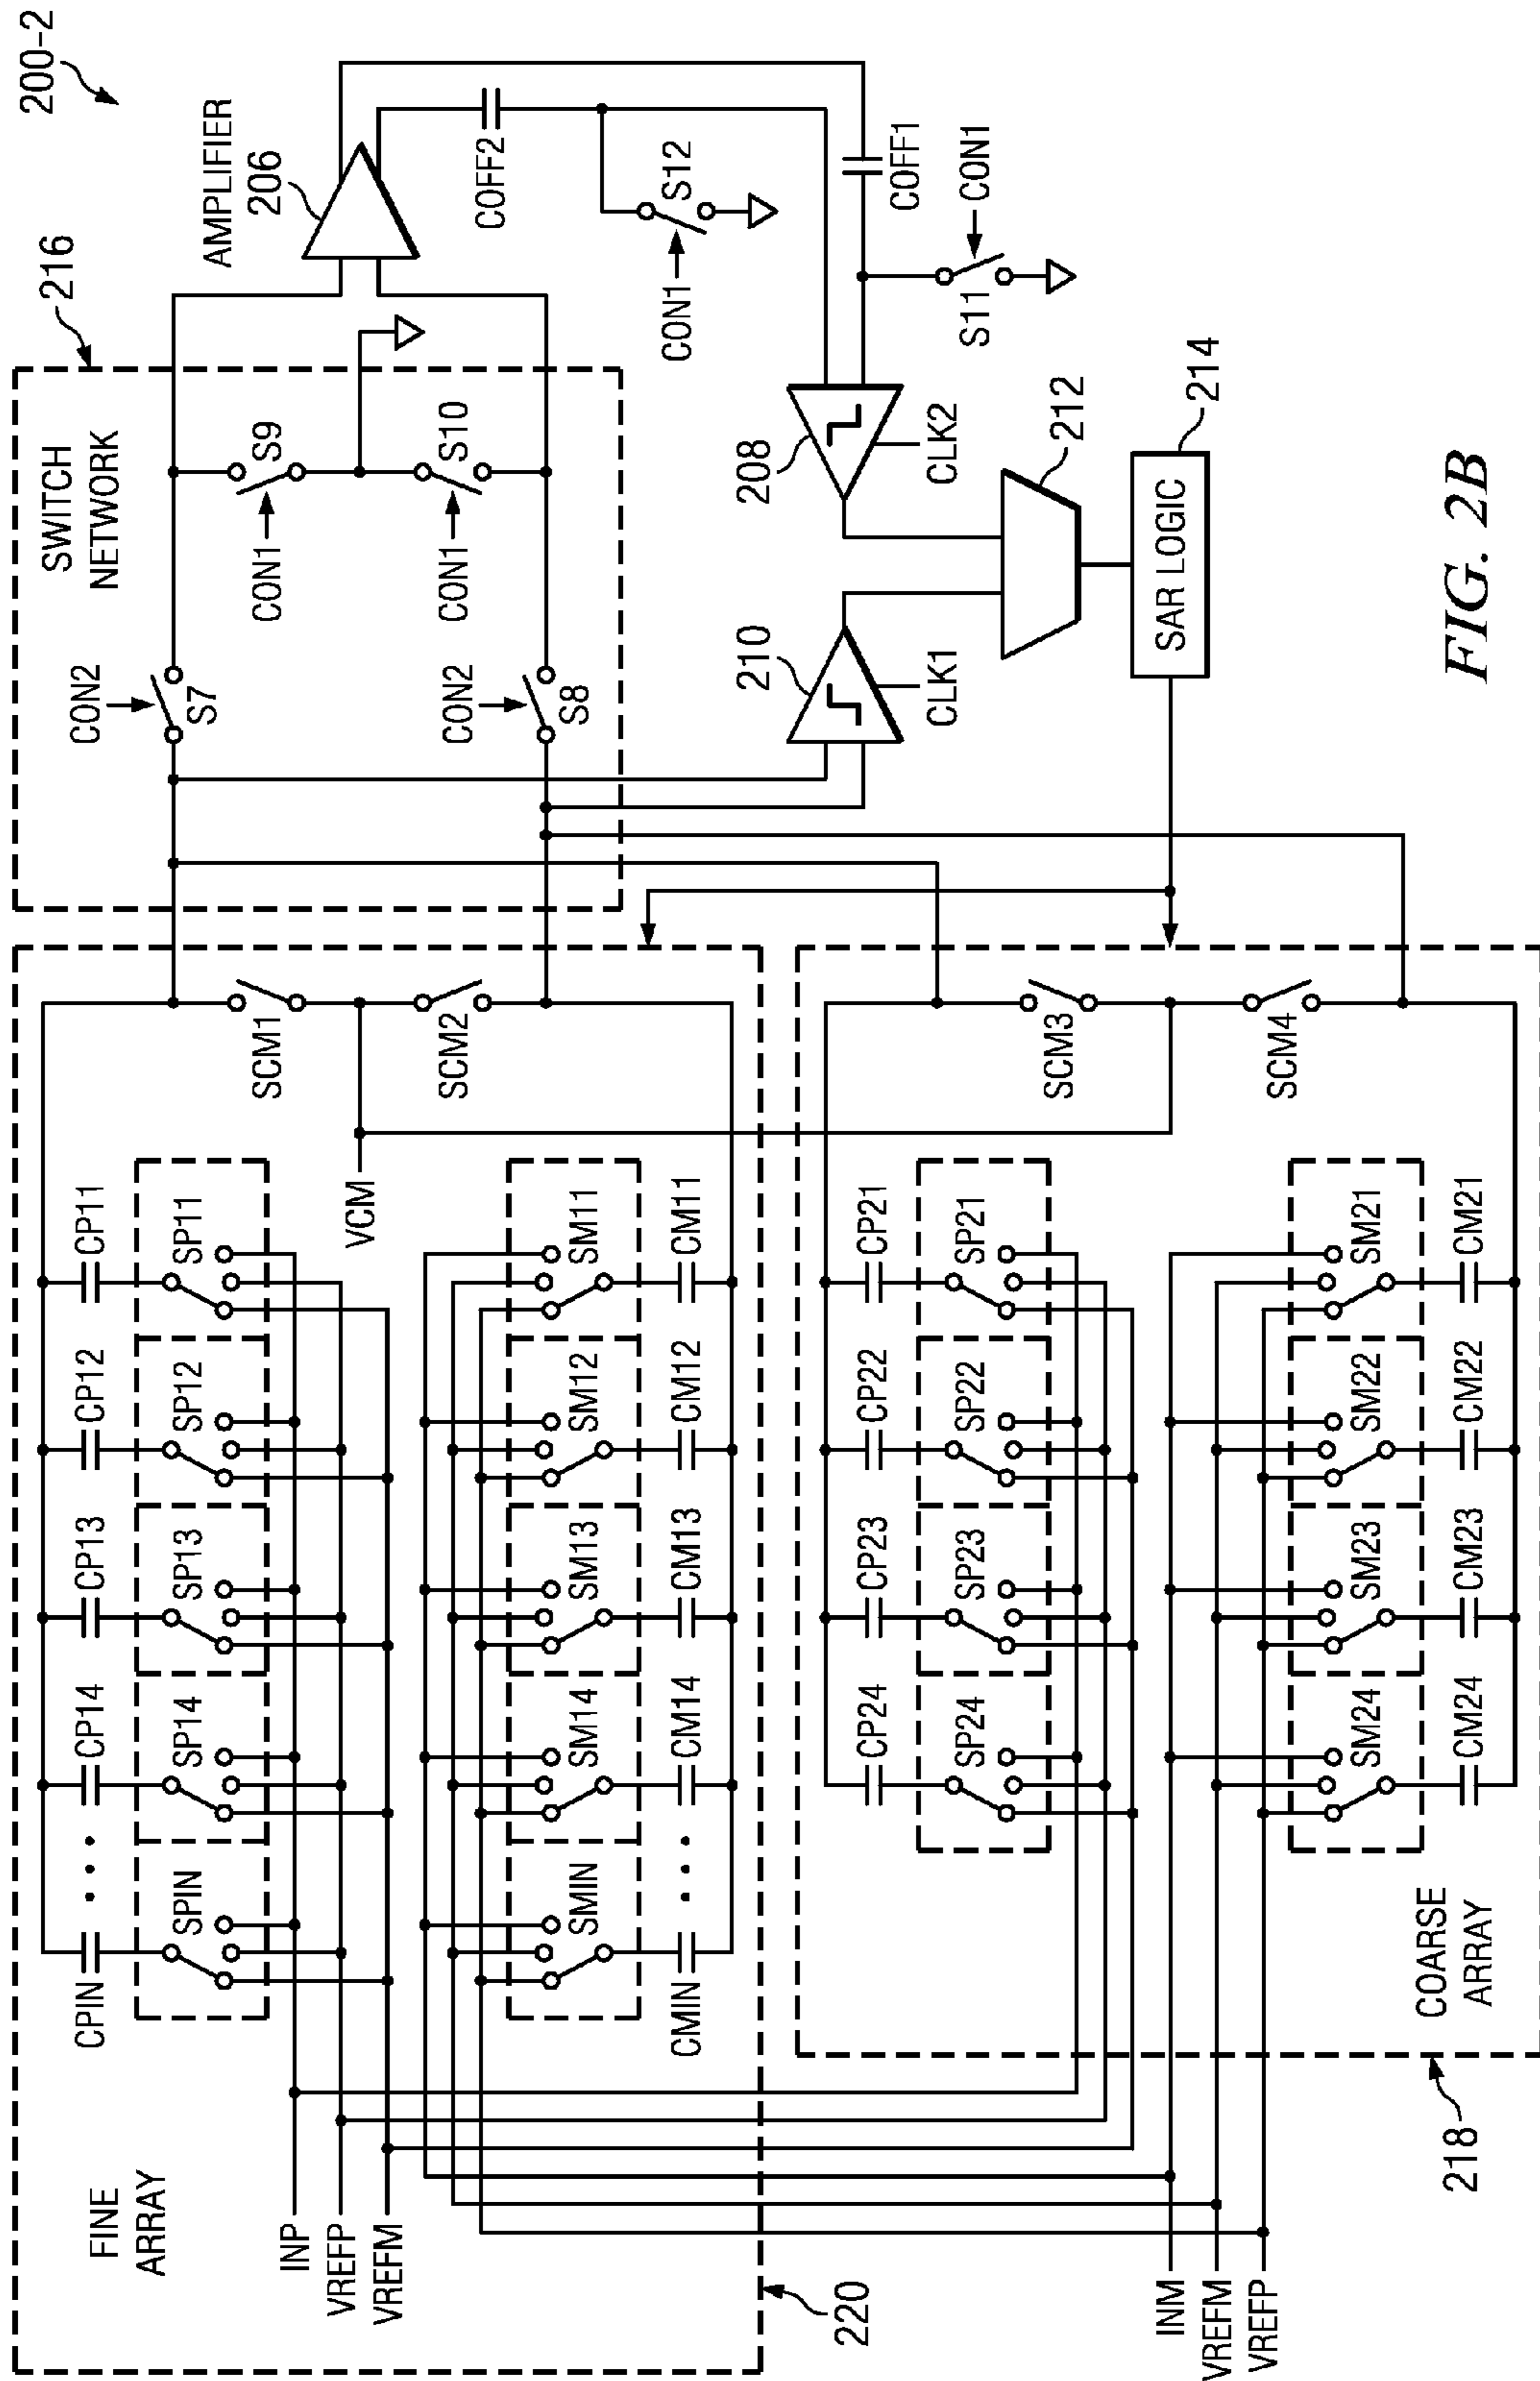 200-2
SWITCH
NETWORK
216
AMPLIFIER
206
CON2
S7
CON1
S9
CON1
S10
CON2
S8
COFF2
S12
CON1
COFF1
CON1
S11
208
CLK2
210
CLK1
212
SAR LOGIC
214
FINE
ARRAY
INP
VREFP
VREFM
CPIN
CP14
CP13
CP12
CP11
SPIN
SP14
SP13
SP12
SP11
SMIN
SM14
SM13
SM12
SM11
CMIN
CM14
CM13
CM12
CM11
VCM
SCM1
SCM2
220
CP24
CP23
CP22
CP21
SP24
SP23
SP22
SP21
SM24
SM23
SM22
SM21
CM24
CM23
CM22
CM21
SCM3
SCM4
COARSE
ARRAY
218
INM
VREFM
VREFP
FIG. 2B